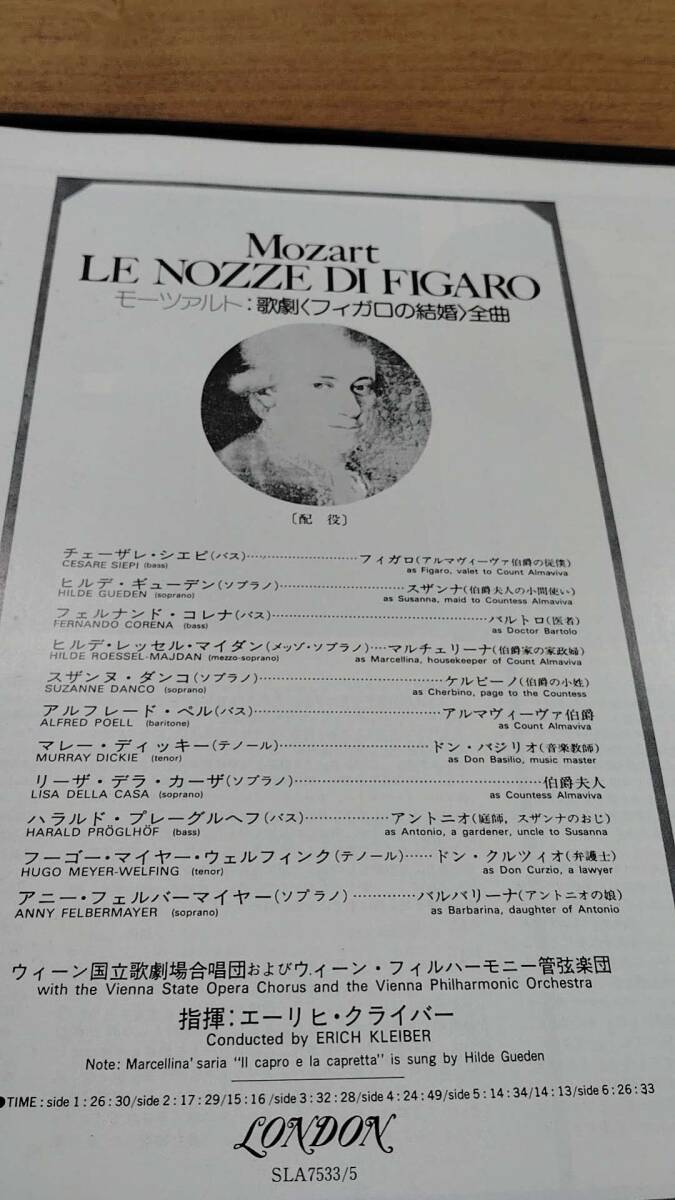 Mozart
LE NOZZE DI FIGARO
モーツァルト:歌劇〈フィガロの結婚〉全曲
〔配 役〕
チェーザレ・シエピ(バス)……………………フィガロ(アルマヴィーヴァ伯爵の従僕)
CESARE SIEPI (bass) as Figaro, valet to Count Almaviva
ヒルデ・ギューデン(ソプラノ)……………………スザンナ(伯爵夫人の小間使い)
HILDE GUEDEN (soprano) as Susanna, maid to Countess Almaviva
フェルナンド・コレナ(バス)……………………バルトロ(医者)
FERNANDO CORENA (bass) as Doctor Bartolo
ヒルデ・レッセル・マイダン(メッゾ・ソプラノ)…マルチェリーナ(伯爵家の家政婦)
HILDE ROESSEL-MAJDAN (mezzo-soprano) as Marcellina, housekeeper of Count Almaviva
スザンヌ・ダンコ(ソプラノ)……………………ケルビーノ(伯爵の小姓)
SUZANNE DANCO (soprano) as Cherbino, page to the Countess
アルフレード・ペル(バス)……………………アルマヴィーヴァ伯爵
ALFRED POELL (baritone) as Count Almaviva
マレー・ディッキー(テノール)……………………ドン・バジリオ(音楽教師)
MURRAY DICKIE (tenor) as Don Basilio, music master
リーザ・デラ・カーザ(ソプラノ)……………………伯爵夫人
LISA DELLA CASA (soprano) as Countess Almaviva
ハラルド・プレーグルヘフ(バス)……………アントニオ(庭師,スザンナのおじ)
HARALD PRÖGLHÖF (bass) as Antonio, a gardener, uncle to Susanna
フーゴー・マイヤー・ウェルフィンク(テノール)……ドン・クルツィオ(弁護士)
HUGO MEYER-WELFING (tenor) as Don Curzio, a lawyer
アニー・フェルバーマイヤー(ソプラノ)…………バルバリーナ(アントニオの娘)
ANNY FELBERMAYER (soprano) as Barbarina, daughter of Antonio
ウィーン国立歌劇場合唱団およびウィーン・フィルハーモニー管弦楽団
with the Vienna State Opera Chorus and the Vienna Philharmonic Orchestra
指揮:エーリヒ・クライバー
Conducted by ERICH KLEIBER
Note: Marcellina'saria "Il capro e la capretta" is sung by Hilde Gueden
●TIME: side 1:26:30/side 2:17:29/15:16/side 3:32:28/side 4:24:49/side 5:14:34/14:13/side 6:26:33
LONDON
SLA7533/5